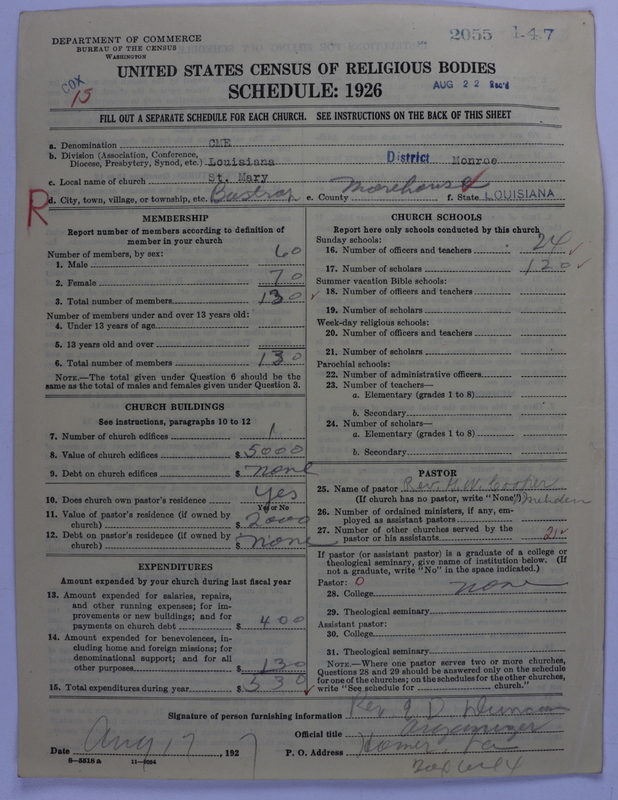 DEPARTMENT OF COMMERCE
BUREAU OF THE CENSUS
WASHINGTON
2055 1-47
COX
15
UNITED STATES CENSUS OF RELIGIOUS BODIES
SCHEDULE: 1926
AUG 22 Rec'd
FILL OUT A SEPARATE SCHEDULE FOR EACH CHURCH. SEE INSTRUCTIONS ON THE BACK OF THIS SHEET
a. Denomination CME
b. Division (Association, Conference, Diocese, Presbytery, Synod, etc.) Louisiana District Monroe
c. Local name of church St. Mary
R
d. City, town, village, or township, etc. Bastrop e. County Morehouse f. State LOUISIANA
MEMBERSHIP
Report number of members according to definition of
member in your church
Number of members, by sex:
1. Male 60
2. Female 70
3. Total number of members 130
Number of members under and over 13 years old:
4. Under 13 years of age
5. 13 years old and over
6. Total number of members 130
NOTE.—The total given under Question 6 should be
same as the total of males and females given under Question 3.
CHURCH BUILDINGS
See instructions, paragraphs 10 to 12
7. Number of church edifices 1
8. Value of church edifices $ 5000
9. Debt on church edifices $ none
10. Does church own pastor's residence Yes
Yes or No
11. Value of pastor's residence (if owned by
church) $ 2000
12. Debt on pastor's residence (if owned by
church) $ none
EXPENDITURES
Amount expended by your church during last fiscal year
13. Amount expended for salaries, repairs,
and other running expenses; for im-
provements or new buildings; and for
payments on church debt $ 400
14. Amount expended for benevolences, in-
cluding home and foreign missions; for
denominational support; and for all
other purposes $ 130
15. Total expenditures during year $ 530
CHURCH SCHOOLS
Report here only schools conducted by this church
Sunday schools:
16. Number of officers and teachers 24
17. Number of scholars 120
Summer vacation Bible schools:
18. Number of officers and teachers
19. Number of scholars
Week-day religious schools:
20. Number of officers and teachers
21. Number of scholars
Parochial schools:
22. Number of administrative officers
23. Number of teachers—
a. Elementary (grades 1 to 8)
b. Secondary
24. Number of scholars—
a. Elementary (grades 1 to 8)
b. Secondary
PASTOR
25. Name of pastor Rev. G.W. Cooper
(If church has no pastor, write "None")
26. Number of ordained ministers, if any, em-
ployed as assistant pastors
27. Number of other churches served by the
pastor or his assistants 2
If pastor (or assistant pastor) is a graduate of a college or
theological seminary, give name of institution below. (If
not a graduate, write "No" in the space indicated.)
Pastor: 0
28. College none
29. Theological seminary
Assistant pastor:
30. College
31. Theological seminary
NOTE.—Where one pastor serves two or more churches,
Questions 28 and 29 should be answered only on the schedule
for one of the churches; on the schedules for the other churches,
write "See schedule for church."
Signature of person furnishing information Rev J D Duncan
Official title Organizer
Date Aug 17, 1927 P. O. Address Homer La
8—5518 a 11—9034